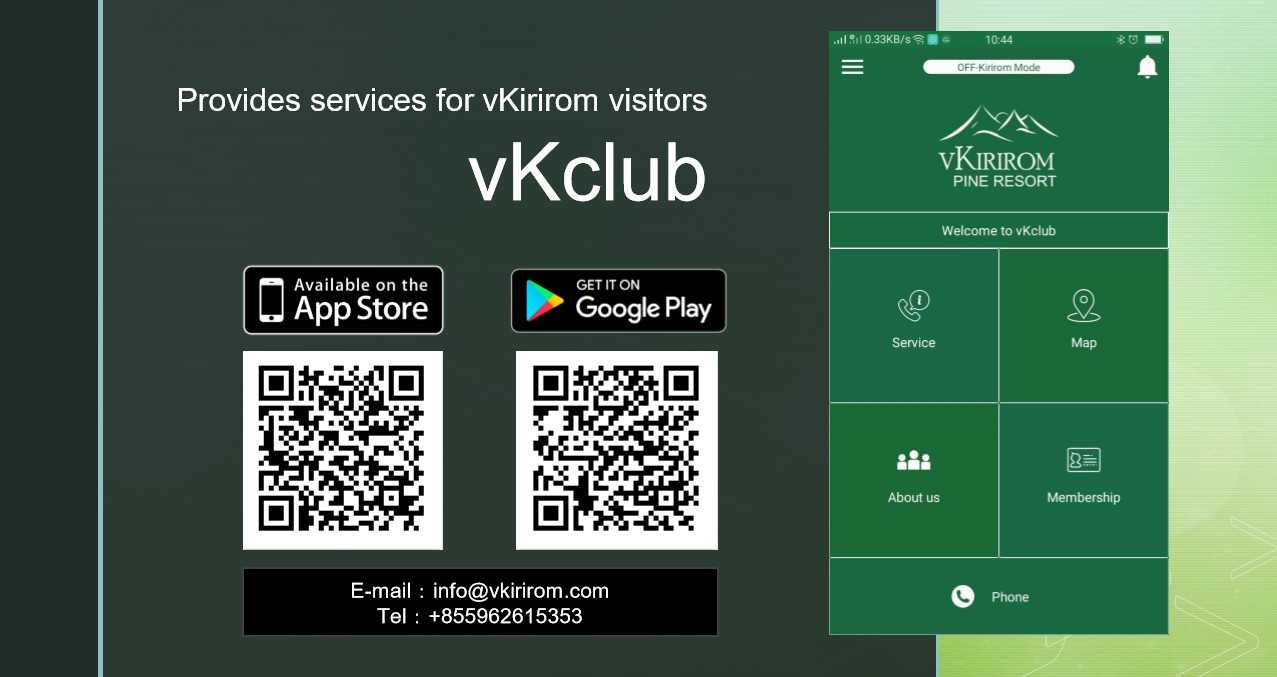 Provides services for vKirirom visitors
vKclub
Available on the
App Store
GET IT ON
Google Play
E-mail : info@vkirirom.com
Tel : +855962615353
0.33KB/s
10:44
OFF-Kirirom Mode
vKIRIROM
PINE RESORT
Welcome to vKclub
Service
Map
About us
Membership
Phone